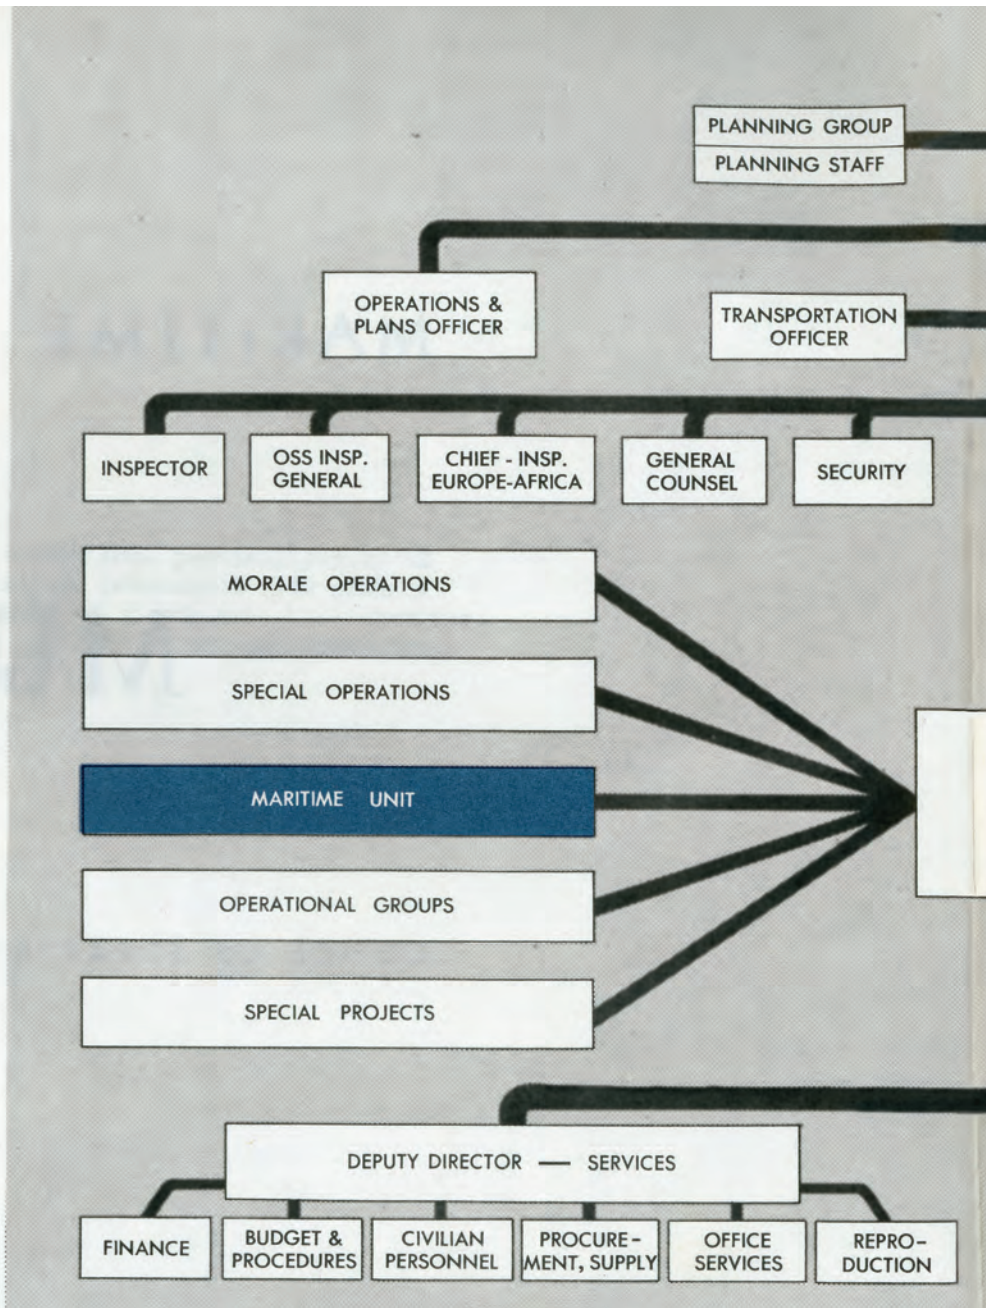 PLANNING GROUP
PLANNING STAFF
OPERATIONS &
PLANS OFFICER
TRANSPORTATION
OFFICER
INSPECTOR
OSS INSP.
GENERAL
CHIEF - INSP.
EUROPE-AFRICA
GENERAL
COUNSEL
SECURITY
MORALE OPERATIONS
SPECIAL OPERATIONS
MARITIME UNIT
OPERATIONAL GROUPS
SPECIAL PROJECTS
DEPUTY DIRECTOR — SERVICES
FINANCE
BUDGET &
PROCEDURES
CIVILIAN
PERSONNEL
PROCURE-
MENT, SUPPLY
OFFICE
SERVICES
REPRO-
DUCTION